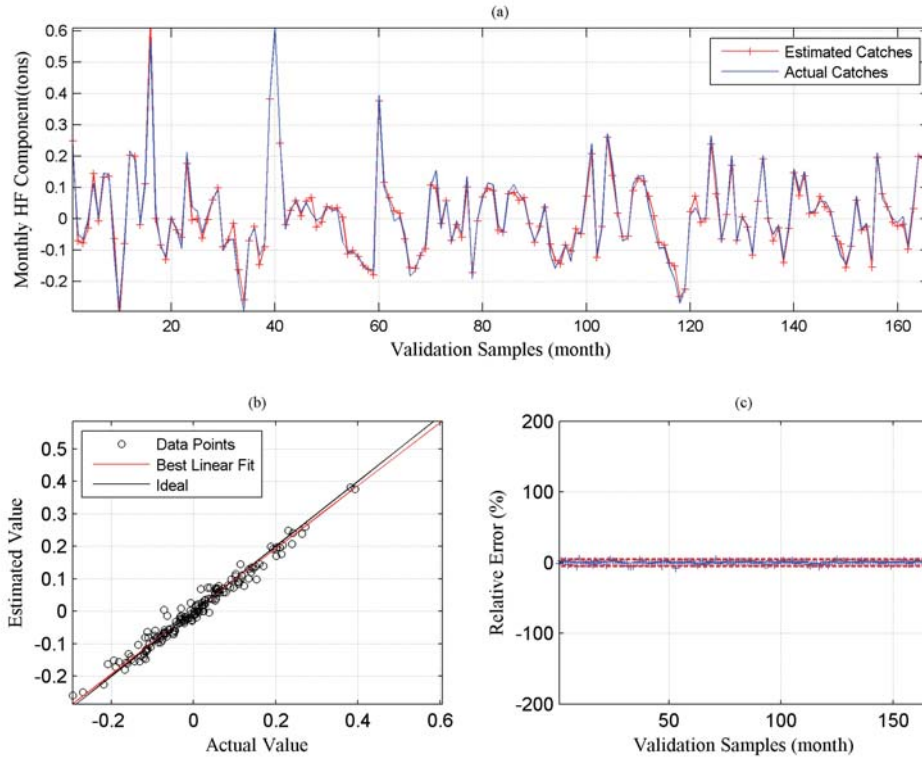 (a)
Monthly HF Component(tons)
0.6
0.5
0.4
0.3
0.2
0.1
0
-0.1
-0.2
Estimated Catches
Actual Catches
20
40
60
80
100
120
140
160
Validation Samples (month)
(b)
Estimated Value
0.5
0.4
0.3
0.2
0.1
0
-0.1
-0.2
Data Points
Best Linear Fit
Ideal
-0.2
0
0.2
0.4
0.6
Actual Value
(c)
Relative Error (%)
200
100
0
-100
-200
50
100
150
Validation Samples (month)